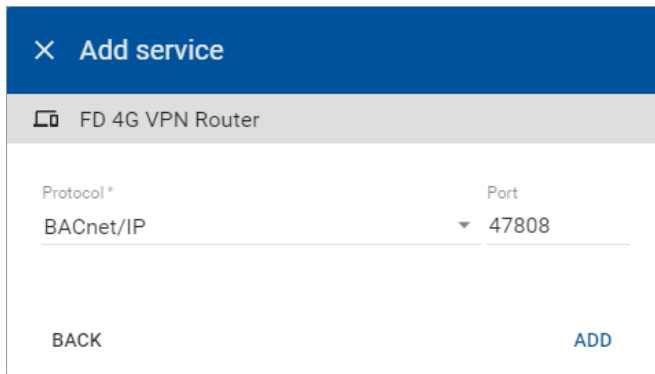 Add service
FD 4G VPN Router
Protocol * Port
BACnet/IP 47808
BACK ADD